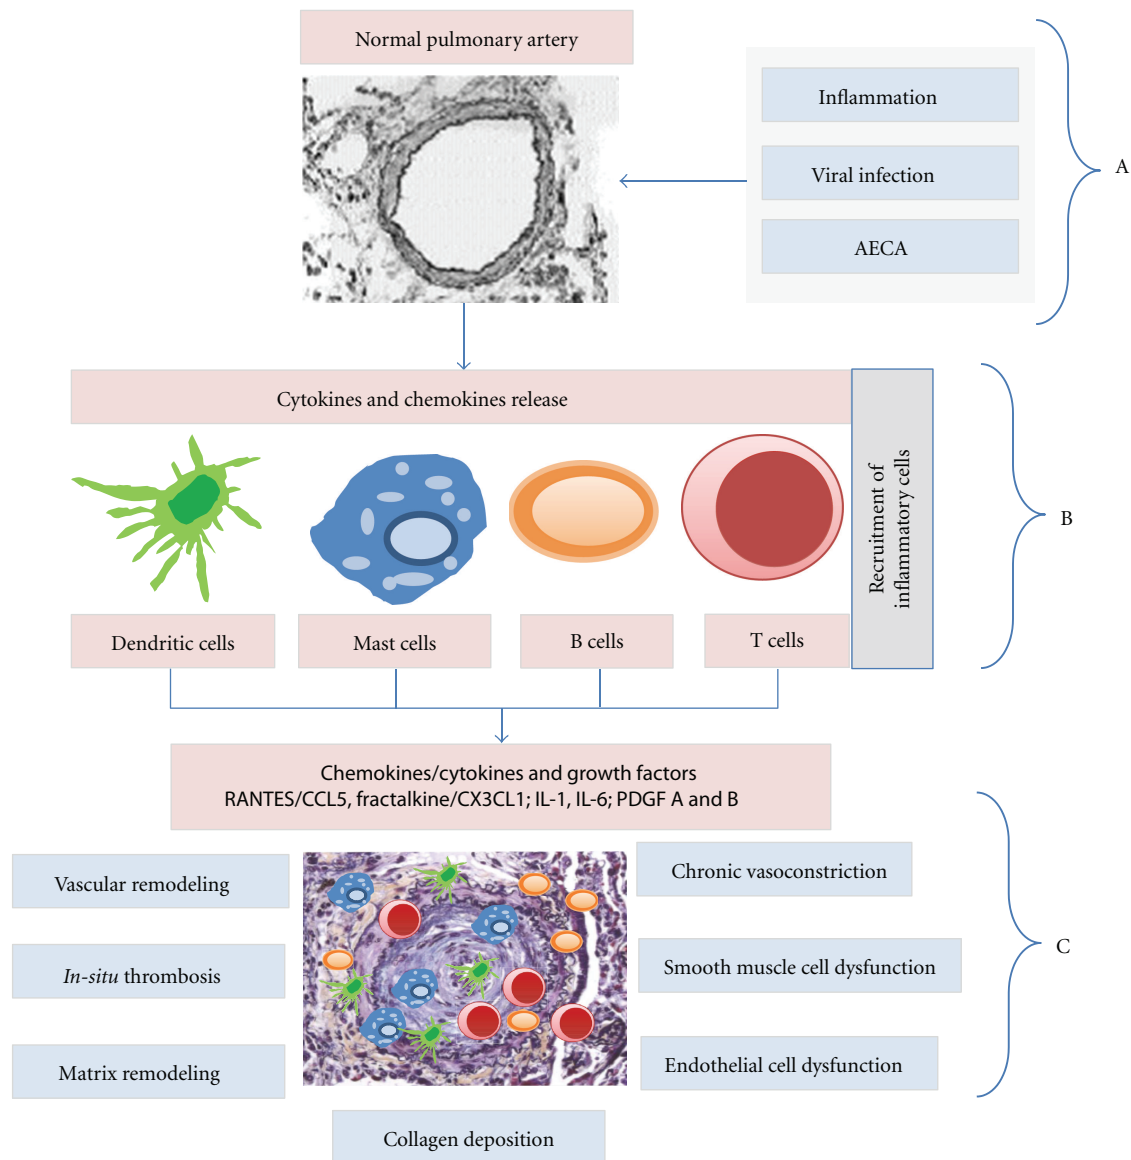 Normal pulmonary artery
Inflammation
Viral infection
AECA
A
Cytokines and chemokines release
Recruitment of
inflammatory cells
B
Dendritic cells
Mast cells
B cells
T cells
Chemokines/cytokines and growth factors
RANTES/CCL5, fractalkine/CX3CL1; IL-1, IL-6; PDGF A and B
Vascular remodeling
In-situ thrombosis
Matrix remodeling
Chronic vasoconstriction
Smooth muscle cell dysfunction
Endothelial cell dysfunction
C
Collagen deposition